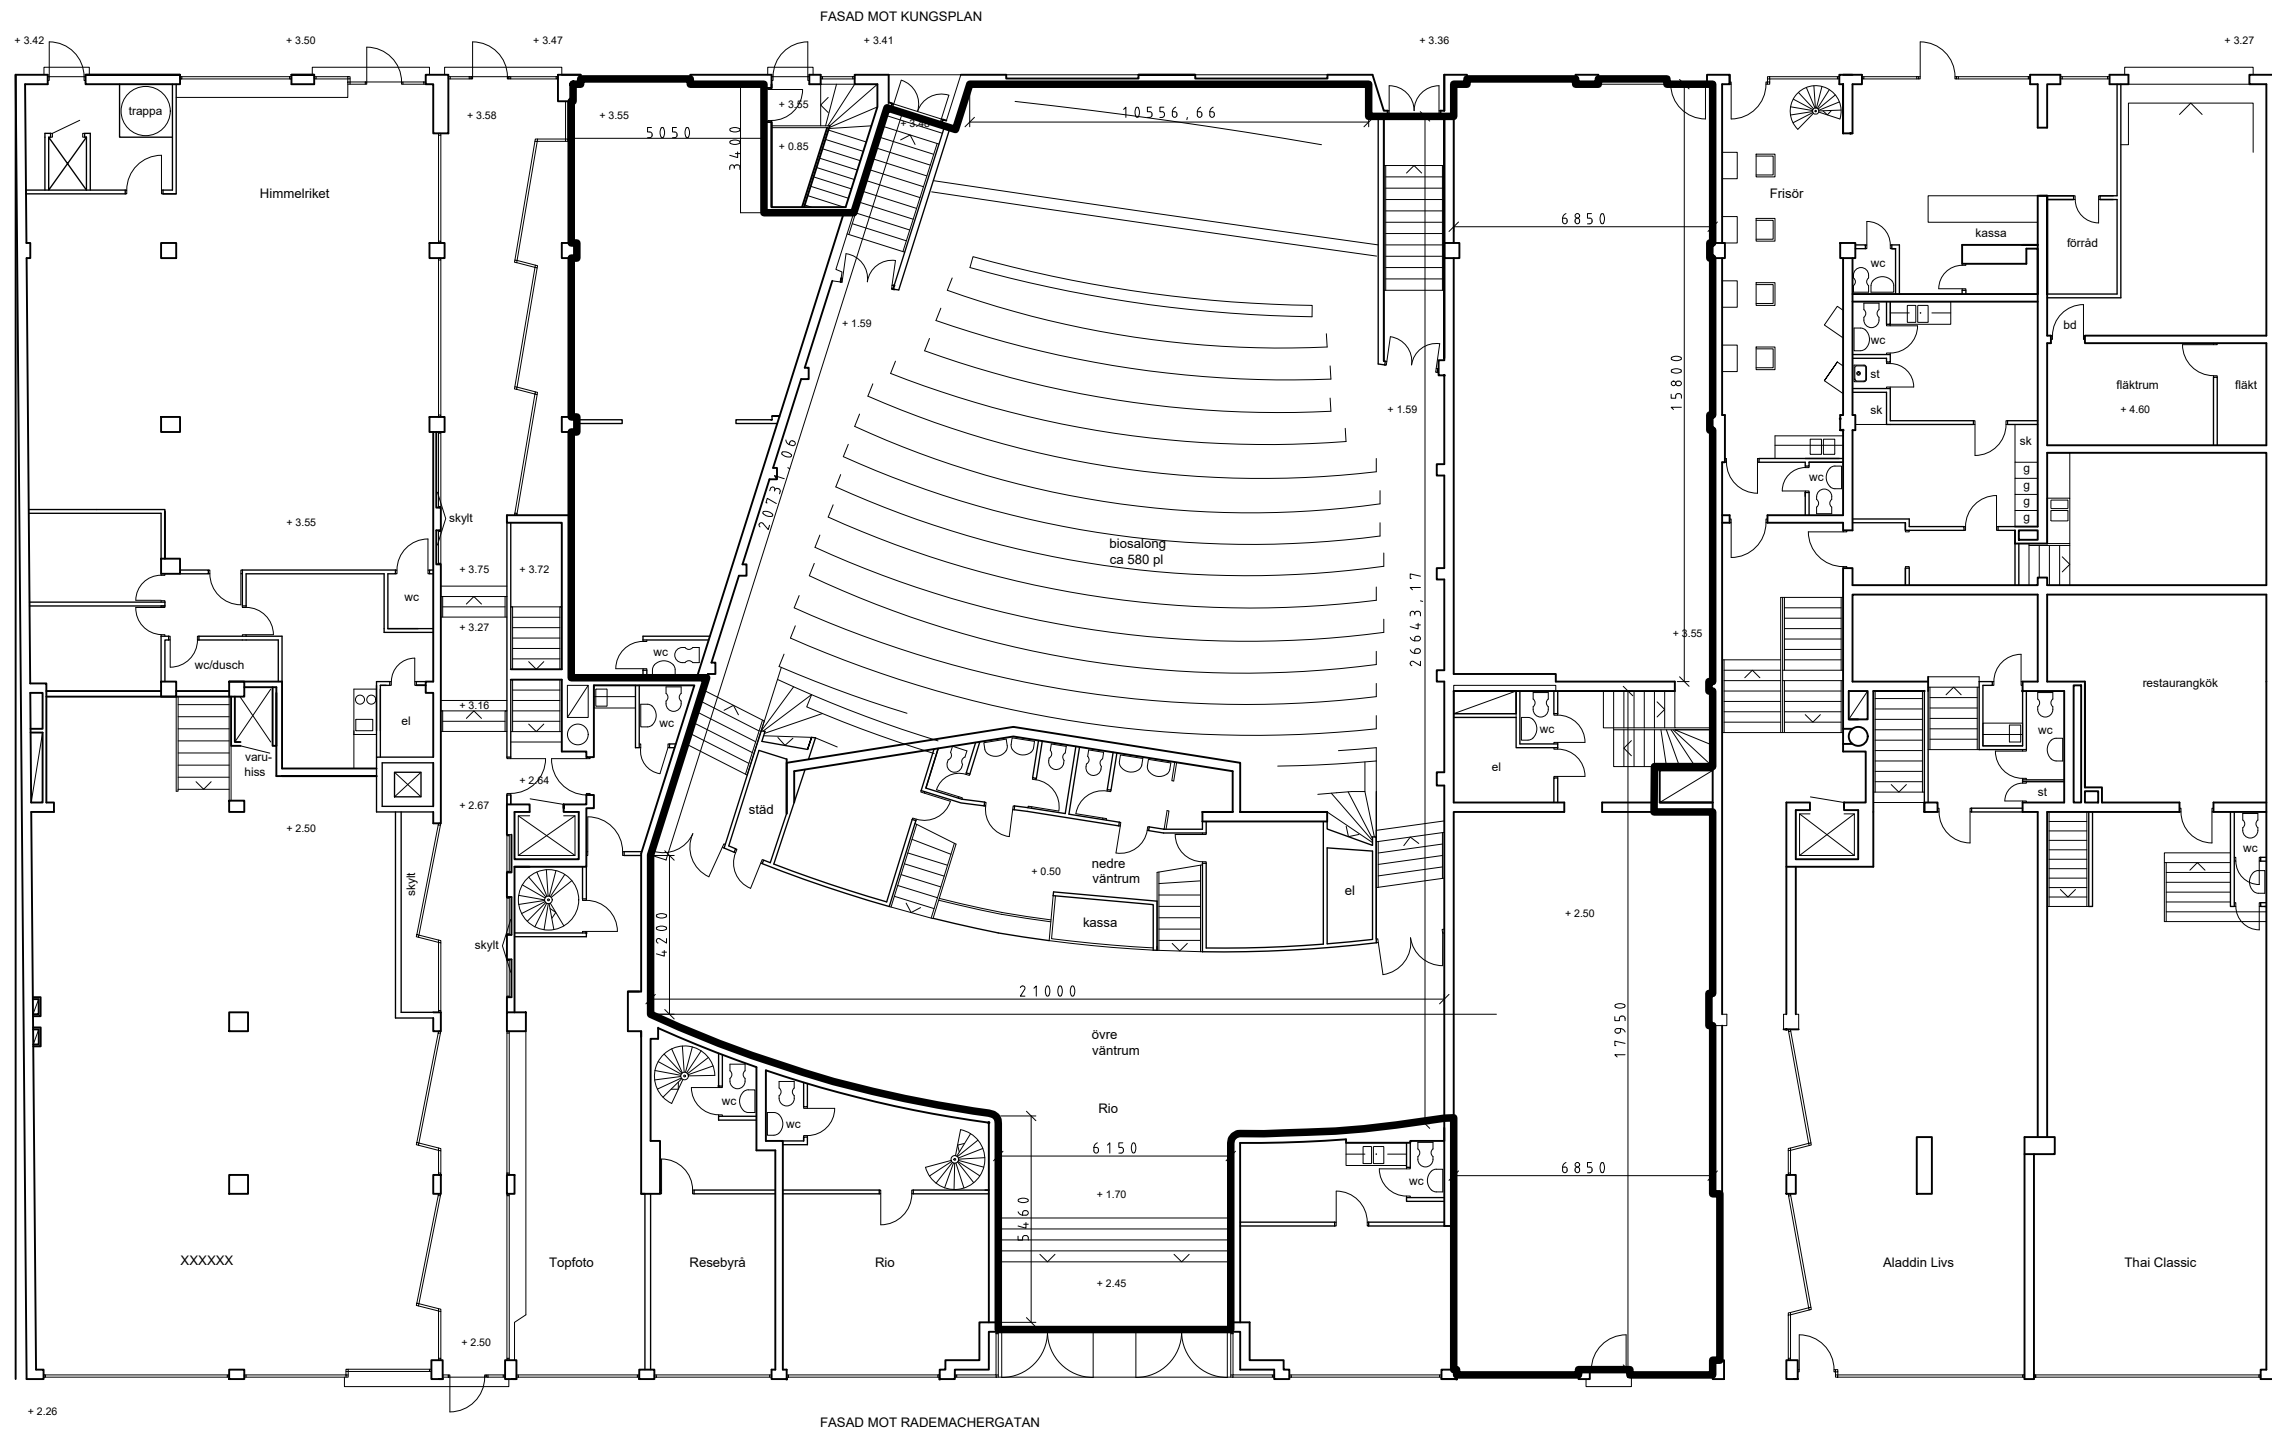 FASAD MOT KUNGSPLAN
+ 3.42
+ 3.50
+ 3.47
+ 3.41
+ 3.36
+ 3.27
trappa
+ 3.58
+ 3.55
5050
3400
+ 3.55
+ 0.85
10556,66
Himmelriket
6850
Frisör
kassa
förråd
wc
+ 1.59
bd
wc
st
sk
fläktrum
+ 4.60
fläkt
15800
+ 1.59
20731,06
sk
g
g
g
g
wc
+ 3.55
skylt
biosalong
ca 580 pl
+ 3.75
+ 3.72
wc
26643,17
+ 3.27
+ 3.55
wc/dusch
wc
restaurangkök
+ 3.16
el
wc
wc
wc
varu-
hiss
+ 2.64
el
st
+ 2.67
städ
+ 2.50
wc
nedre
väntrum
+ 0.50
skylt
el
kassa
+ 2.50
4200
skylt
21000
17950
övre
väntrum
wc
Rio
wc
6150
6850
wc
+ 1.70
5460
XXXXXX
Topfoto
Resebyrå
Rio
+ 2.45
Aladdin Livs
Thai Classic
+ 2.50
+ 2.26
FASAD MOT RADEMACHERGATAN